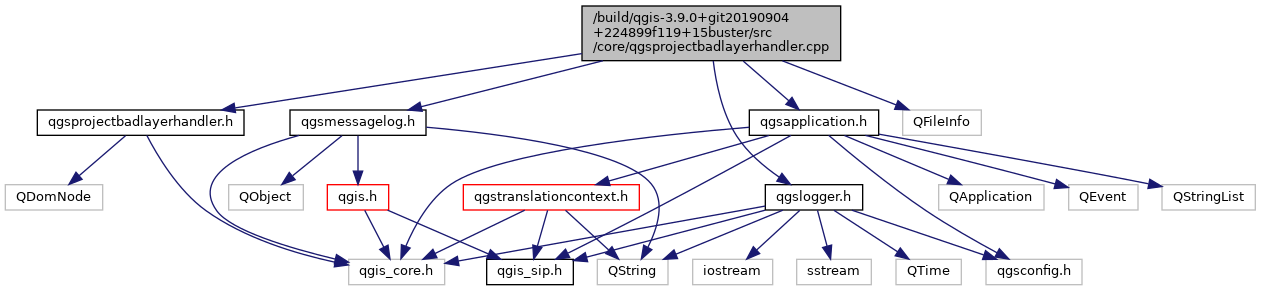 /build/qgis-3.9.0+git20190904
+224899f119+15buster/src
/core/qgsprojectbadlayerhandler.cpp
qgsprojectbadlayerhandler.h
qgsmessagelog.h
qgsapplication.h
QFileInfo
QDomNode
QObject
qgis.h
qgstranslationcontext.h
qgslogger.h
QApplication
QEvent
QStringList
qgis_core.h
qgis_sip.h
QString
iostream
sstream
QTime
qgsconfig.h